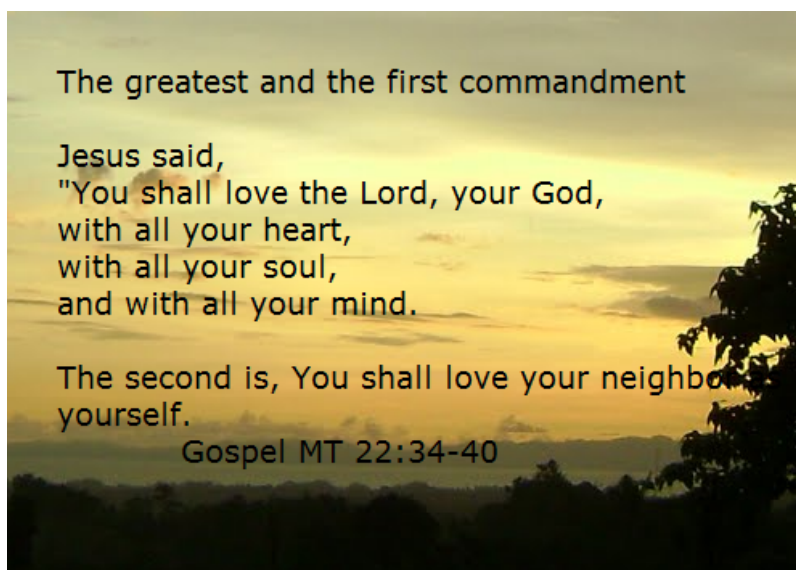 The greatest and the first commandment
Jesus said,
"You shall love the Lord, your God,
with all your heart,
with all your soul,
and with all your mind.
The second is, You shall love your neighbor as
yourself.
Gospel MT 22:34-40